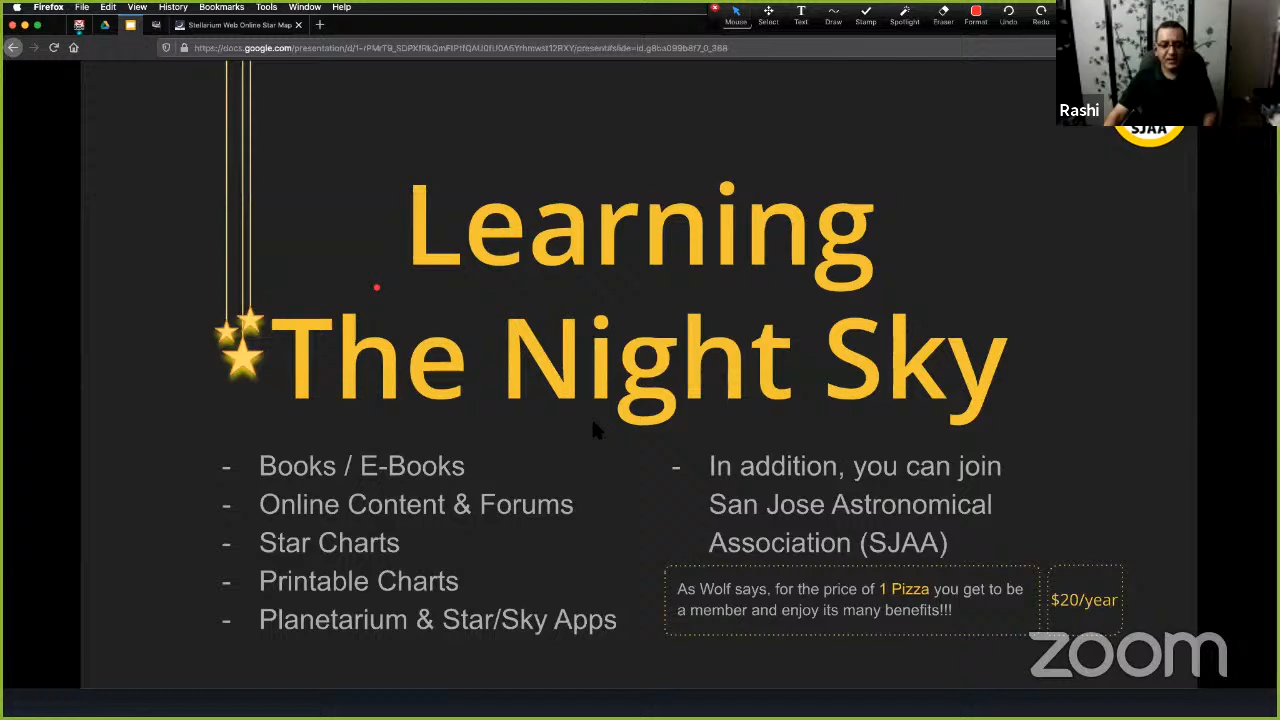 Firefox File Edit View History Bookmarks Tools Window Help
Mouse Select Text Draw Stamp Spotlight Eraser Format Undo Redo
Stellarium Web Online Star Map
Rashi
SJAA
Learning
The Night Sky
- Books / E-Books
- Online Content & Forums
- Star Charts
- Printable Charts
- Planetarium & Star/Sky Apps
- In addition, you can join
San Jose Astronomical
Association (SJAA)
As Wolf says, for the price of 1 Pizza you get to be
a member and enjoy its many benefits!!!
$20/year
zoom